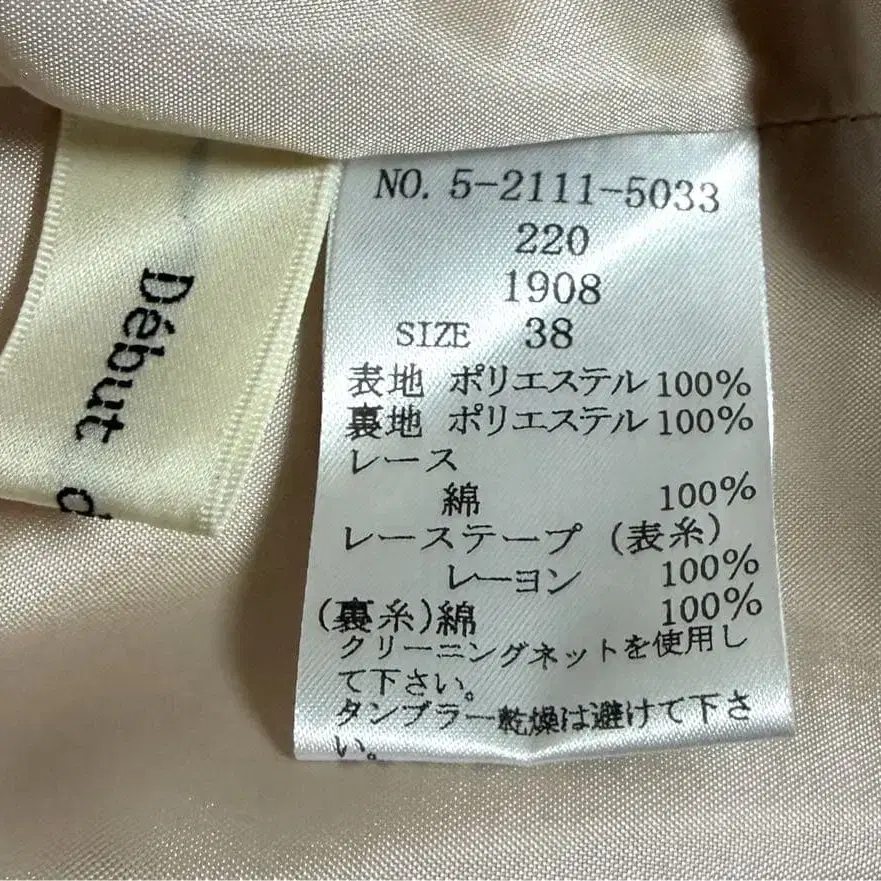 Début d
NO. 5-2111-5033
220
1908
SIZE 38
表地 ポリエステル 100%
裏地 ポリエステル 100%
レース
綿 100%
レーステープ (表糸)
レーヨン 100%
(裏糸)綿 100%
クリーニングネットを使用し
て下さい。
タンブラー乾燥は避けて下さ
い。